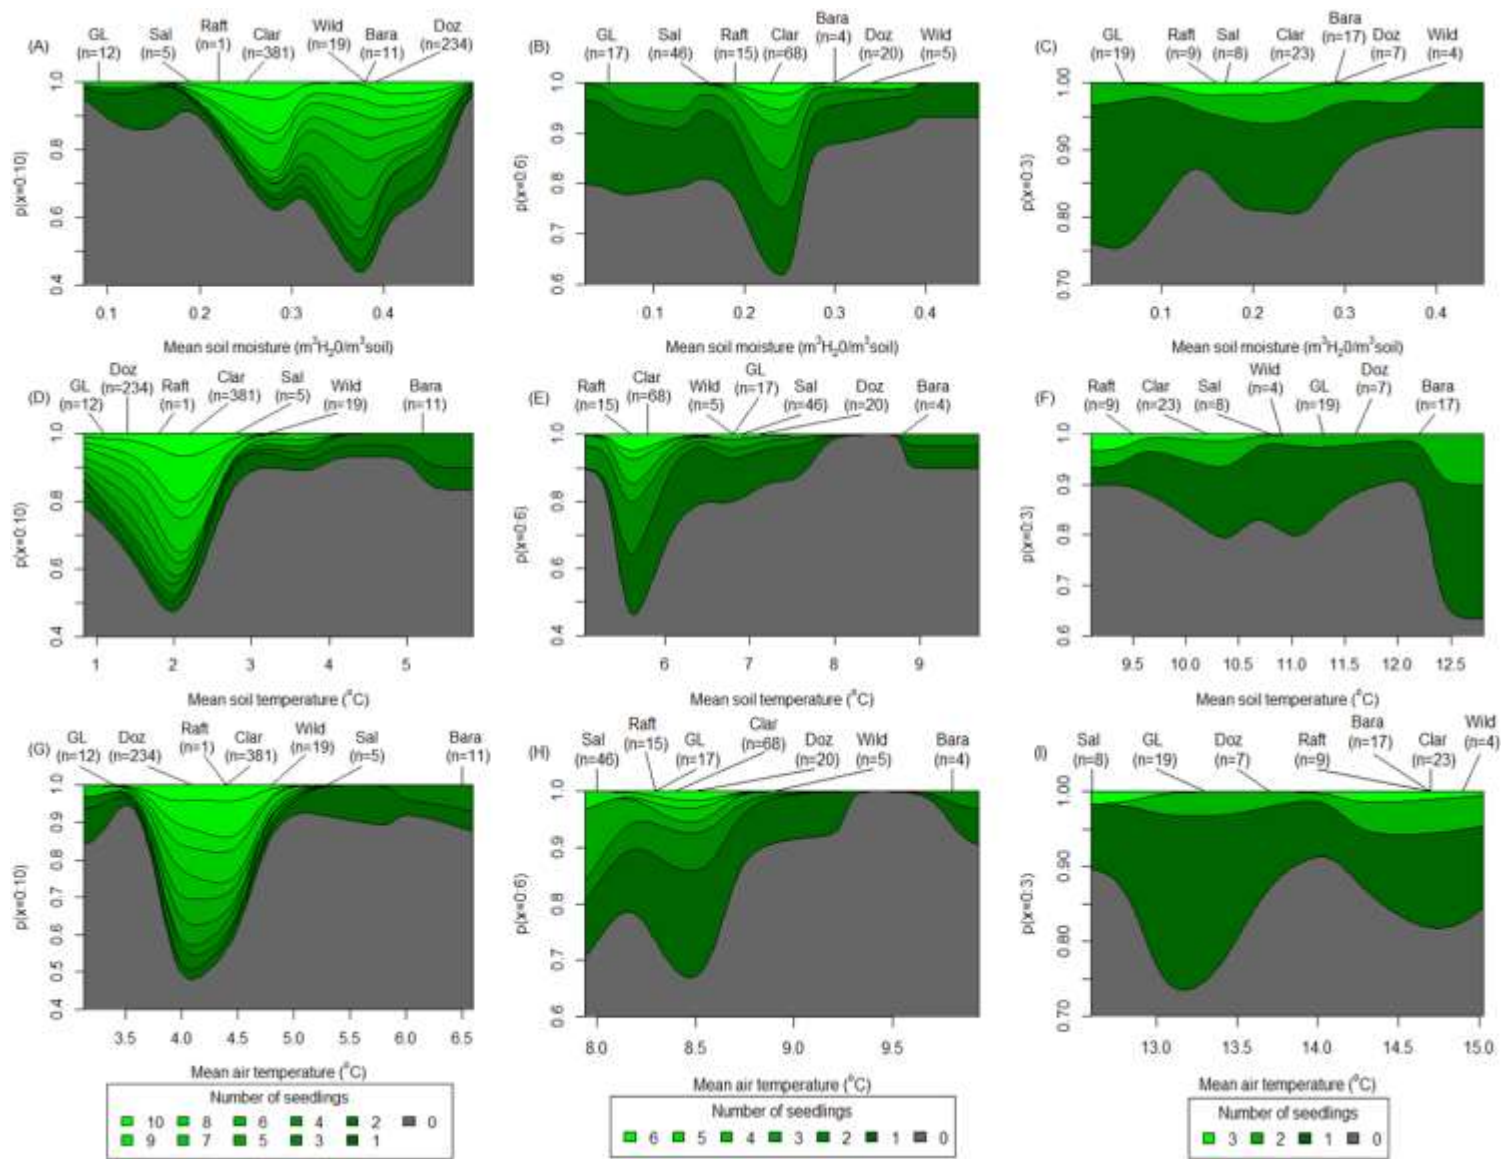 (A)
GL Sal Raft Clar Wild Bara Doz
(n=12) (n=5) (n=1) (n=381) (n=19) (n=11) (n=234)
p(x=0:10)
1.0
0.8
0.6
0.4
0.1 0.2 0.3 0.4
Mean soil moisture (m³H₂0/m³soil)
(B)
GL Sal Raft Clar Bara Doz Wild
(n=17) (n=46) (n=15) (n=68) (n=4) (n=20) (n=5)
p(x=0:6)
1.0
0.9
0.8
0.7
0.6
0.1 0.2 0.3 0.4
Mean soil moisture (m³H₂0/m³soil)
(C)
GL Raft Sal Clar Bara Doz Wild
(n=19) (n=9) (n=8) (n=23) (n=17) (n=7) (n=4)
p(x=0:3)
1.00
0.90
0.80
0.70
0.1 0.2 0.3 0.4
Mean soil moisture (m³H₂0/m³soil)
(D)
GL Doz Raft Clar Sal Wild Bara
(n=12) (n=234) (n=1) (n=381) (n=5) (n=19) (n=11)
p(x=0:10)
1.0
0.8
0.6
0.4
1 2 3 4 5
Mean soil temperature (°C)
(E)
Raft Clar Wild GL Sal Doz Bara
(n=15) (n=68) (n=5) (n=17) (n=46) (n=20) (n=4)
p(x=0:6)
1.0
0.8
0.6
0.4
6 7 8 9
Mean soil temperature (°C)
(F)
Raft Clar Sal Wild GL Doz Bara
(n=9) (n=23) (n=8) (n=4) (n=19) (n=7) (n=17)
p(x=0:3)
1.0
0.9
0.8
0.7
0.6
9.5 10.0 10.5 11.0 11.5 12.0 12.5
Mean soil temperature (°C)
(G)
GL Doz Raft Clar Wild Sal Bara
(n=12) (n=234) (n=1) (n=381) (n=19) (n=5) (n=11)
p(x=0:10)
1.0
0.9
0.8
0.7
0.6
0.5
0.4
3.5 4.0 4.5 5.0 5.5 6.0 6.5
Mean air temperature (°C)
(H)
Sal Raft GL Clar Doz Wild Bara
(n=46) (n=15) (n=17) (n=68) (n=20) (n=5) (n=4)
p(x=0:6)
1.0
0.9
0.8
0.7
0.6
8.0 8.5 9.0 9.5
Mean air temperature (°C)
(I)
Sal GL Doz Raft Bara Clar Wild
(n=8) (n=19) (n=7) (n=9) (n=17) (n=23) (n=4)
p(x=0:3)
1.00
0.90
0.80
0.70
13.0 13.5 14.0 14.5 15.0
Mean air temperature (°C)
Number of seedlings
10 8 6 4 2 0
9 7 5 3 1
Number of seedlings
6 5 4 3 2 1 0
Number of seedlings
3 2 1 0